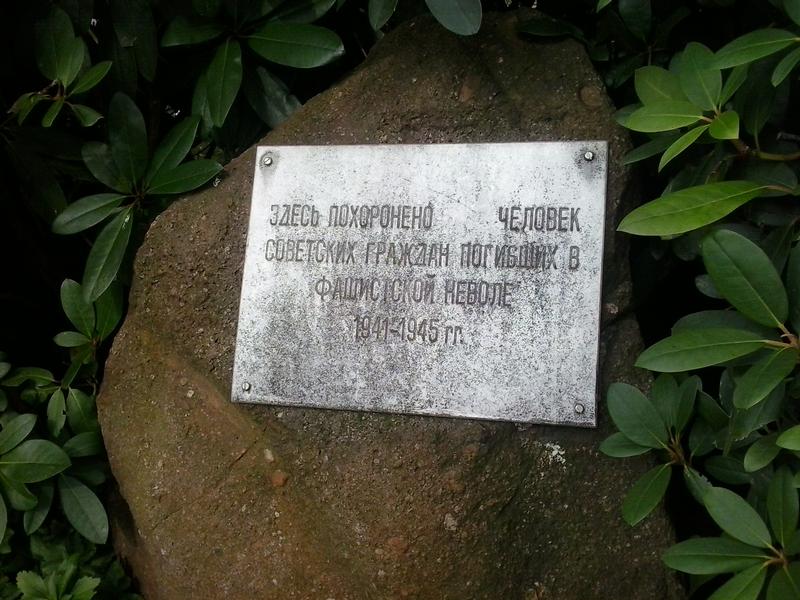 ЗДЕСЬ ПОХОРОНЕНО ЧЕЛОВЕК
СОВЕТСКИХ ГРАЖДАН ПОГИБШИХ В
ФАШИСТСКОЙ НЕВОЛЕ
1941-1945 гг.